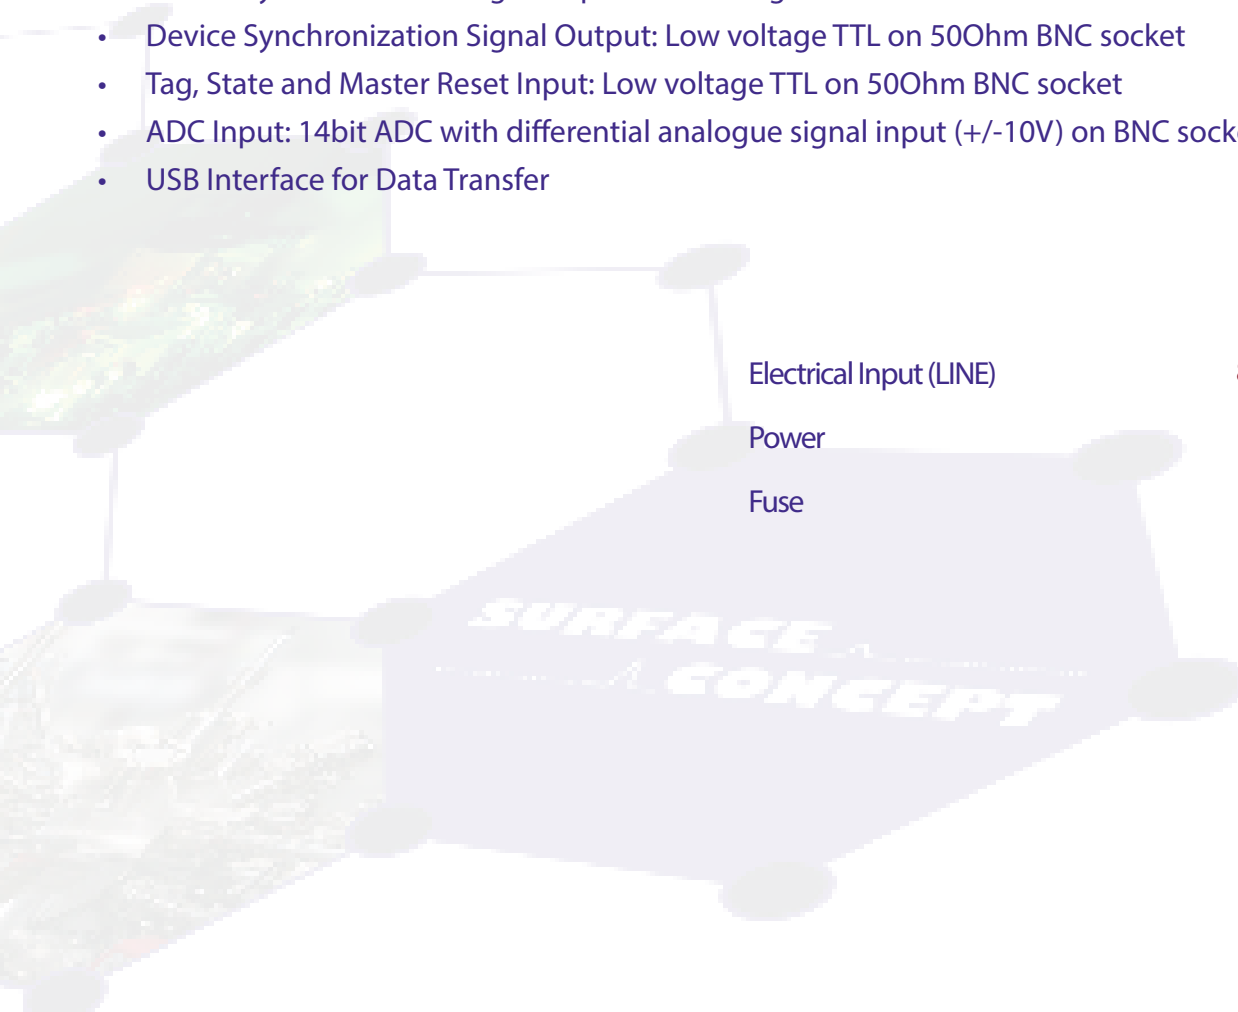 • Device Synchronization Signal Output: Low voltage TTL on 50Ohm BNC socket
• Tag, State and Master Reset Input: Low voltage TTL on 50Ohm BNC socket
• ADC Input: 14bit ADC with differential analogue signal input (+/-10V) on BNC
• USB Interface for Data Transfer
Electrical Input (LINE)
Power
Fuse
SURFACE
CONCEPT